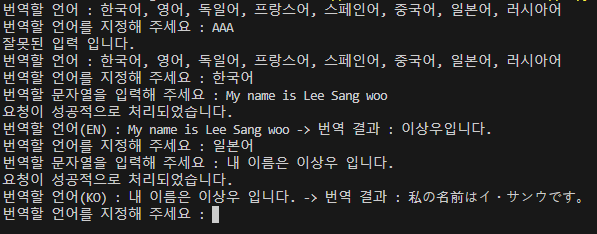 번역할 언어 : 한국어, 영어, 독일어, 프랑스어, 스페인어, 중국어, 일본어, 러시아어
번역할 언어를 지정해 주세요 : AAA
잘못된 입력 입니다.
번역할 언어 : 한국어, 영어, 독일어, 프랑스어, 스페인어, 중국어, 일본어, 러시아어
번역할 언어를 지정해 주세요 : 한국어
번역할 문자열을 입력해 주세요 : My name is Lee Sang woo
요청이 성공적으로 처리되었습니다.
번역할 언어(EN) : My name is Lee Sang woo -> 번역 결과 : 이상우입니다.
번역할 언어를 지정해 주세요 : 일본어
번역할 문자열을 입력해 주세요 : 내 이름은 이상우 입니다.
요청이 성공적으로 처리되었습니다.
번역할 언어(KO) : 내 이름은 이상우 입니다. -> 번역 결과 : 私の名前はイ・サンウです。
번역할 언어를 지정해 주세요 :